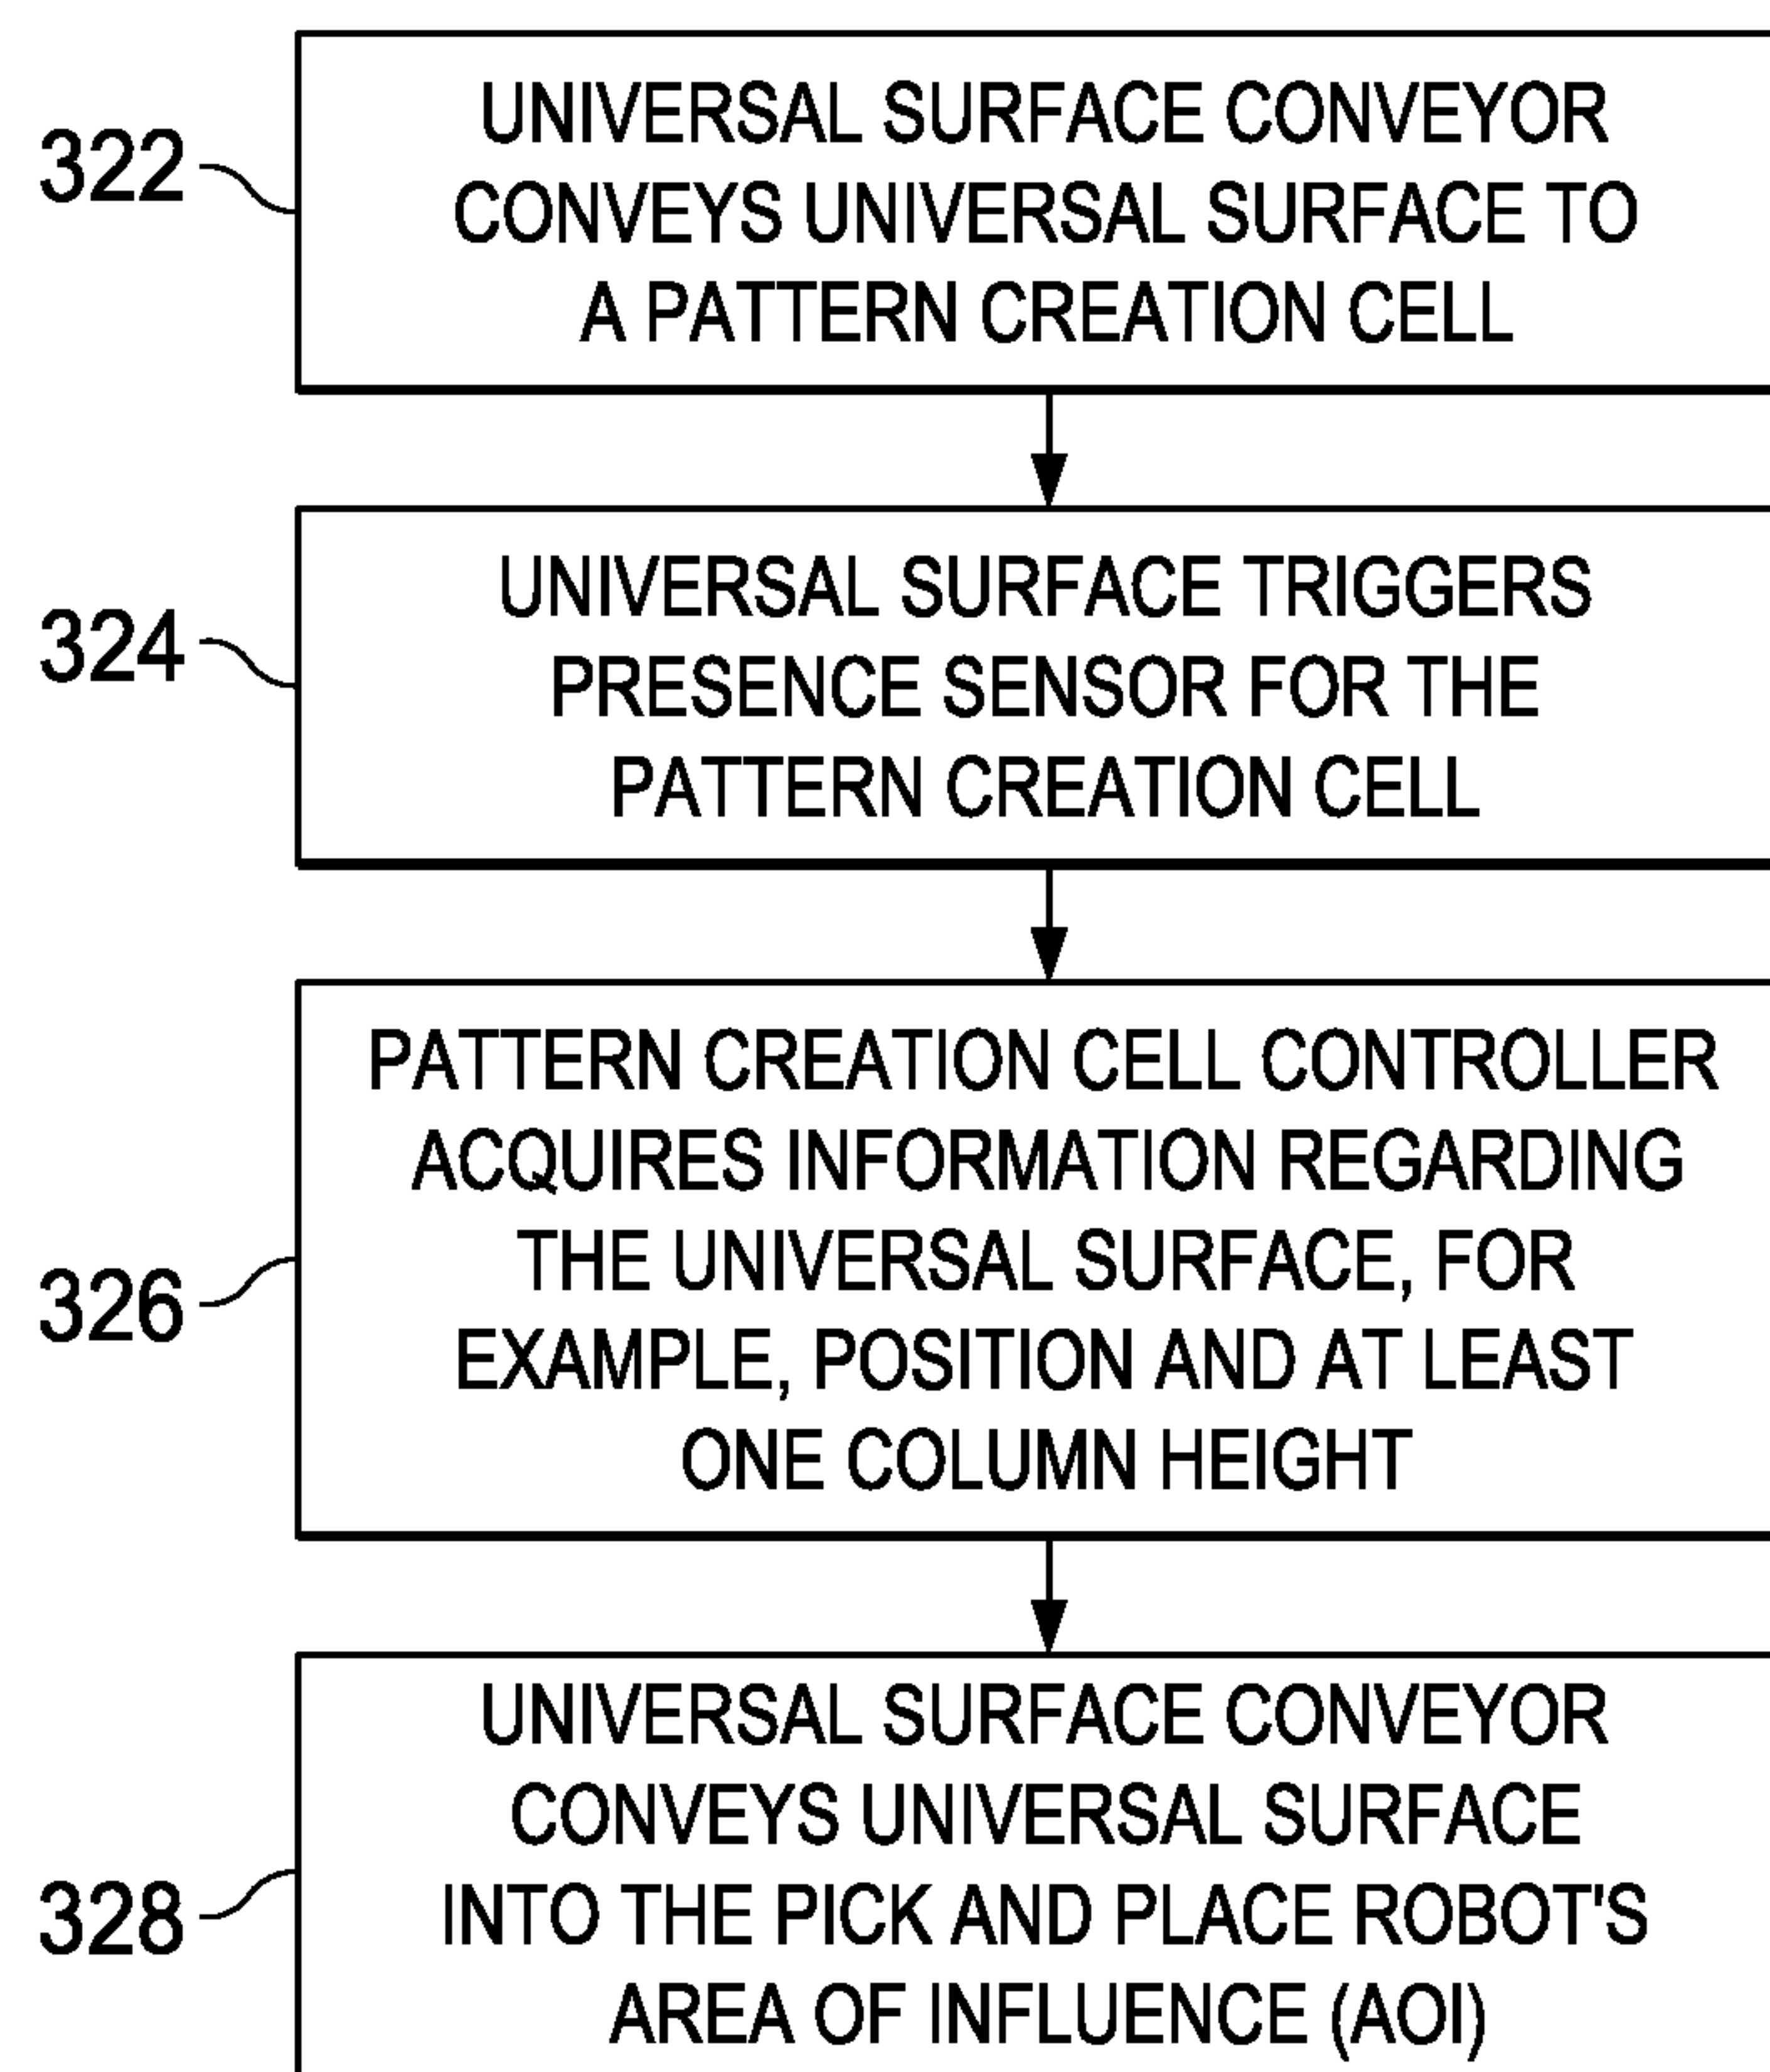 322
UNIVERSAL SURFACE CONVEYOR
CONVEYS UNIVERSAL SURFACE TO
A PATTERN CREATION CELL
324
UNIVERSAL SURFACE TRIGGERS
PRESENCE SENSOR FOR THE
PATTERN CREATION CELL
326
PATTERN CREATION CELL CONTROLLER
ACQUIRES INFORMATION REGARDING
THE UNIVERSAL SURFACE, FOR
EXAMPLE, POSITION AND AT LEAST
ONE COLUMN HEIGHT
328
UNIVERSAL SURFACE CONVEYOR
CONVEYS UNIVERSAL SURFACE
INTO THE PICK AND PLACE ROBOT'S
AREA OF INFLUENCE (AOI)